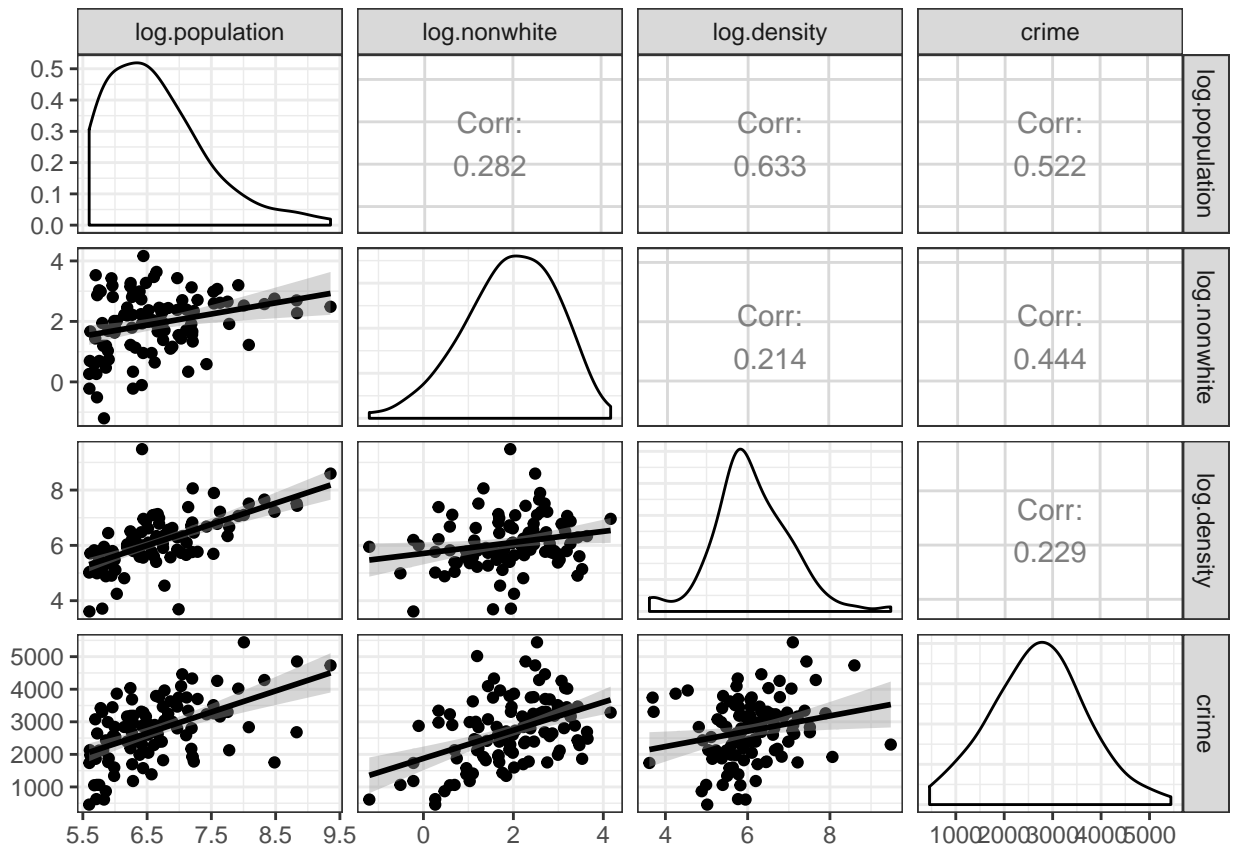 log.population log.nonwhite log.density crime
0.5
0.4
0.3
0.2
0.1
0.0
Corr:
0.282
Corr:
0.633
Corr:
0.522
log.population
4
2
0
Corr:
0.214
Corr:
0.444
log.nonwhite
8
6
4
Corr:
0.229
log.density
5000
4000
3000
2000
1000
crime
5.5 6.5 7.5 8.5 9.5 0 2 4 4 6 8 1000 2000 3000 4000 5000